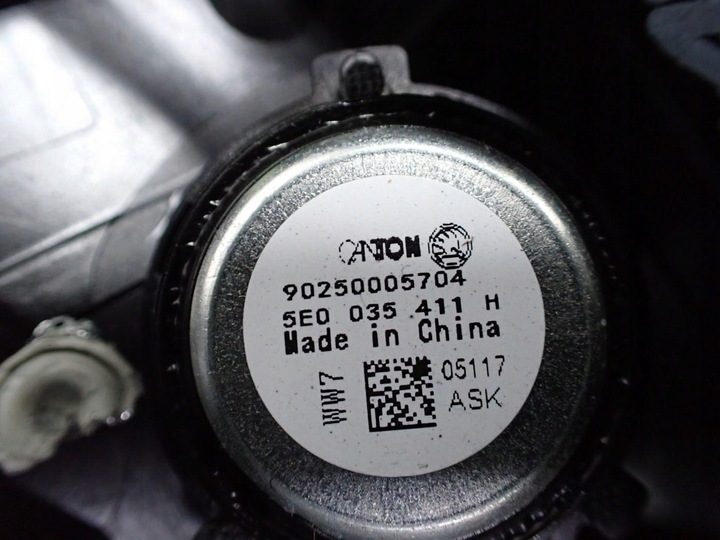 CANTON
90250005704
5E0 035 411 H
Made in China
WW7
05117
ASK